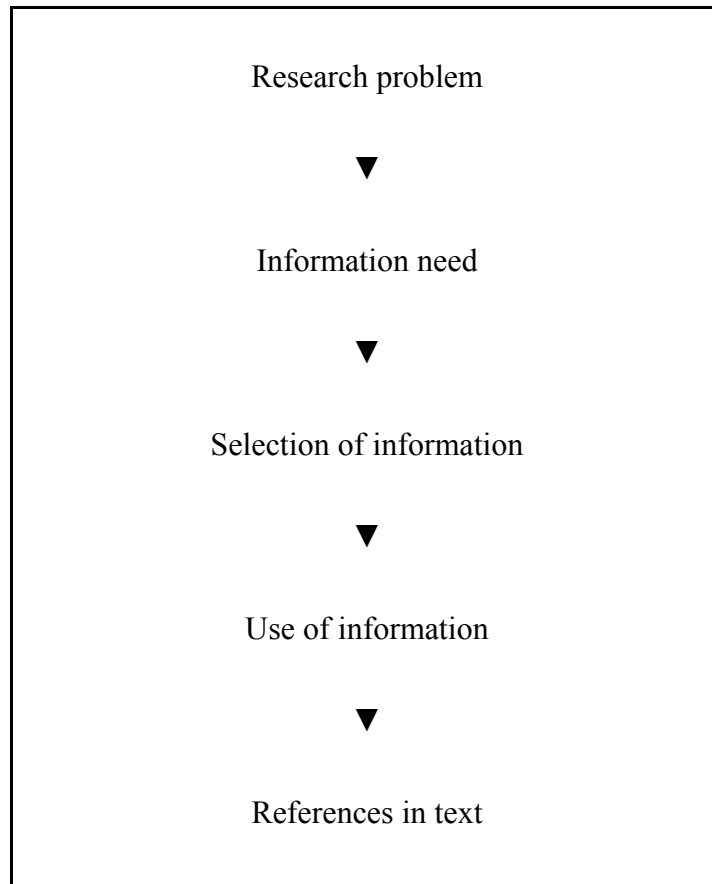 Research problem
▼
Information need
▼
Selection of information
▼
Use of information
▼
References in text